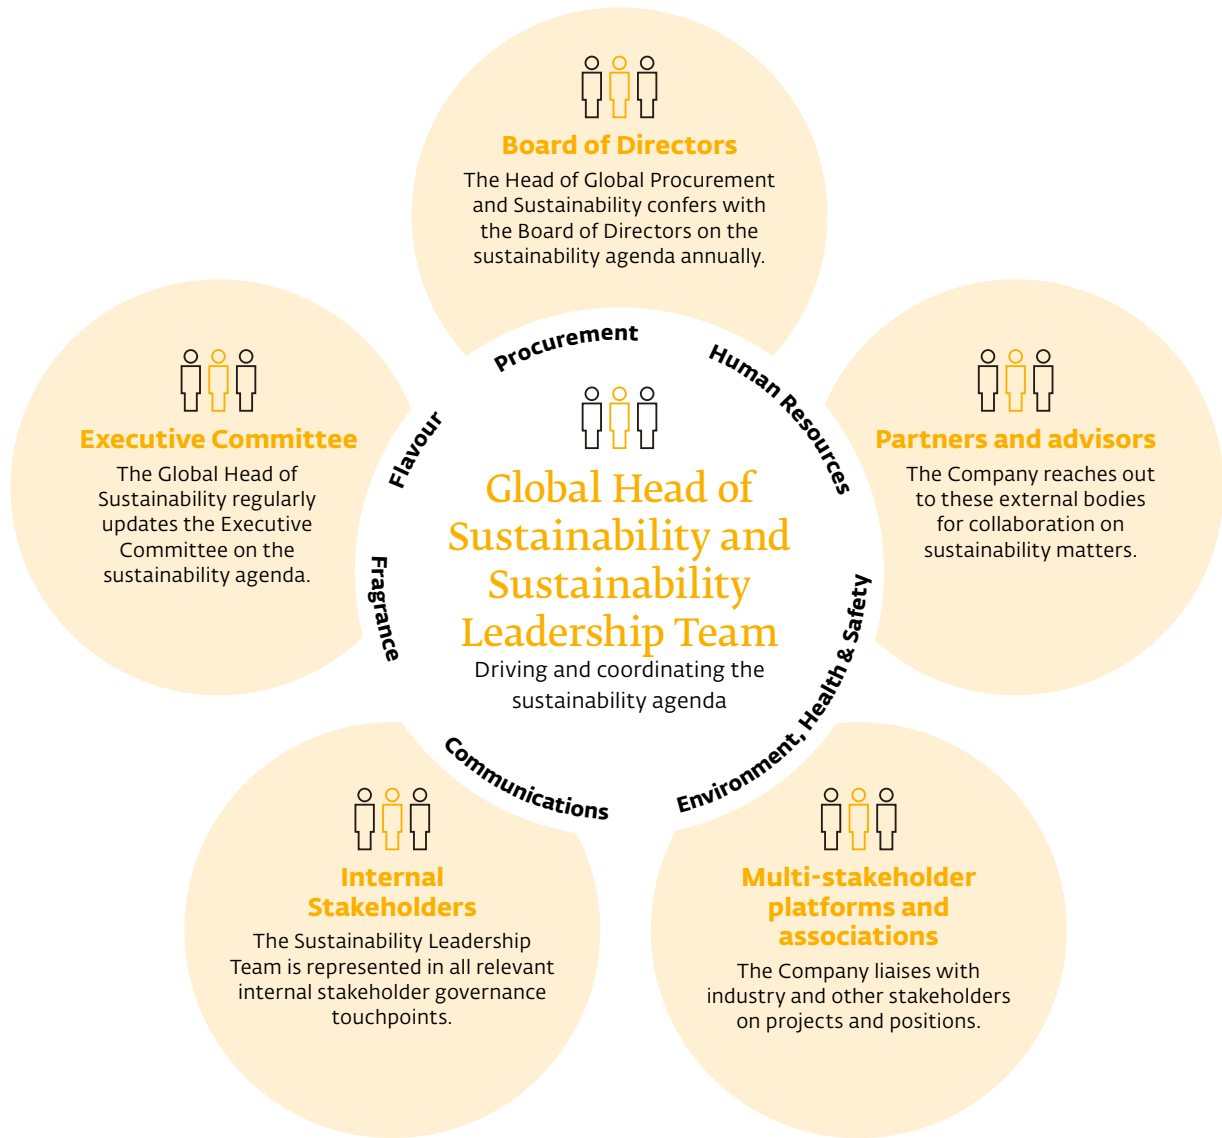 Board of Directors
The Head of Global Procurement
and Sustainability confers with
the Board of Directors on the
sustainability agenda annually.
Executive Committee
The Global Head of
Sustainability regularly
updates the Executive
Committee on the
sustainability agenda.
Procurement
Human Resources
Flavour
Fragrance
Communications
Environment, Health & Safety
Global Head of
Sustainability and
Sustainability
Leadership Team
Driving and coordinating the
sustainability agenda
Partners and advisors
The Company reaches out
to these external bodies
for collaboration on
sustainability matters.
Internal
Stakeholders
The Sustainability Leadership
Team is represented in all relevant
internal stakeholder governance
touchpoints.
Multi-stakeholder
platforms and
associations
The Company liaises with
industry and other stakeholders
on projects and positions.